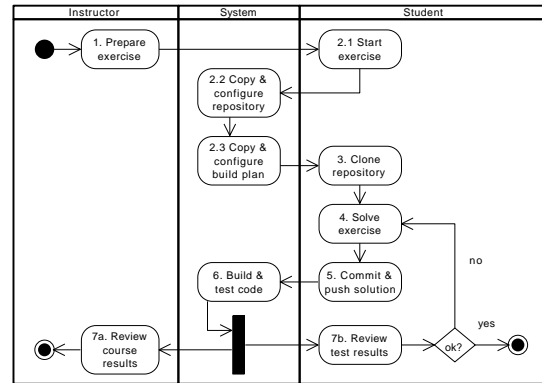 Instructor
System
Student
1. Prepare
exercise
2.1 Start
exercise
2.2 Copy &
configure
repository
2.3 Copy &
configure
build plan
3. Clone
repository
4. Solve
exercise
5. Commit &
push solution
6. Build &
test code
7a. Review
course
results
7b. Review
test results
ok?
no
yes